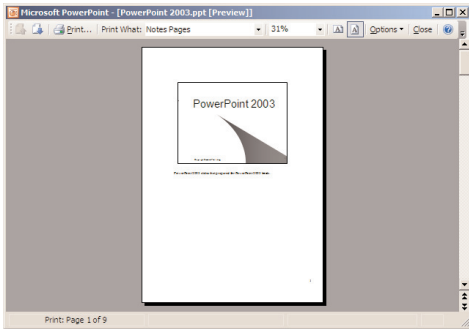 Microsoft PowerPoint - [PowerPoint 2003.ppt [Preview]]
Print... Print What: Notes Pages 31% Options Close
PowerPoint 2003
Print: Page 1 of 9